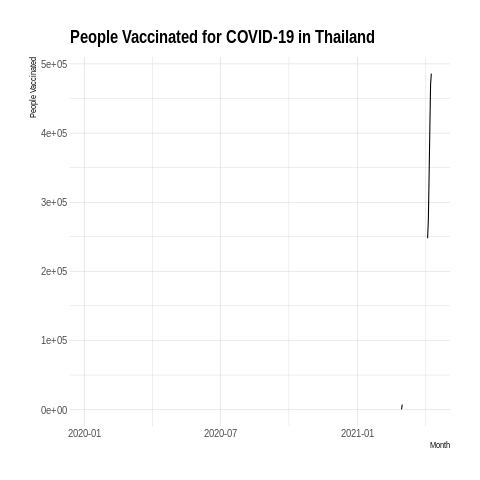 People Vaccinated for COVID-19 in Thailand
People Vaccinated
5e+05
4e+05
3e+05
2e+05
1e+05
0e+00
2020-01 2020-07 2021-01
Month